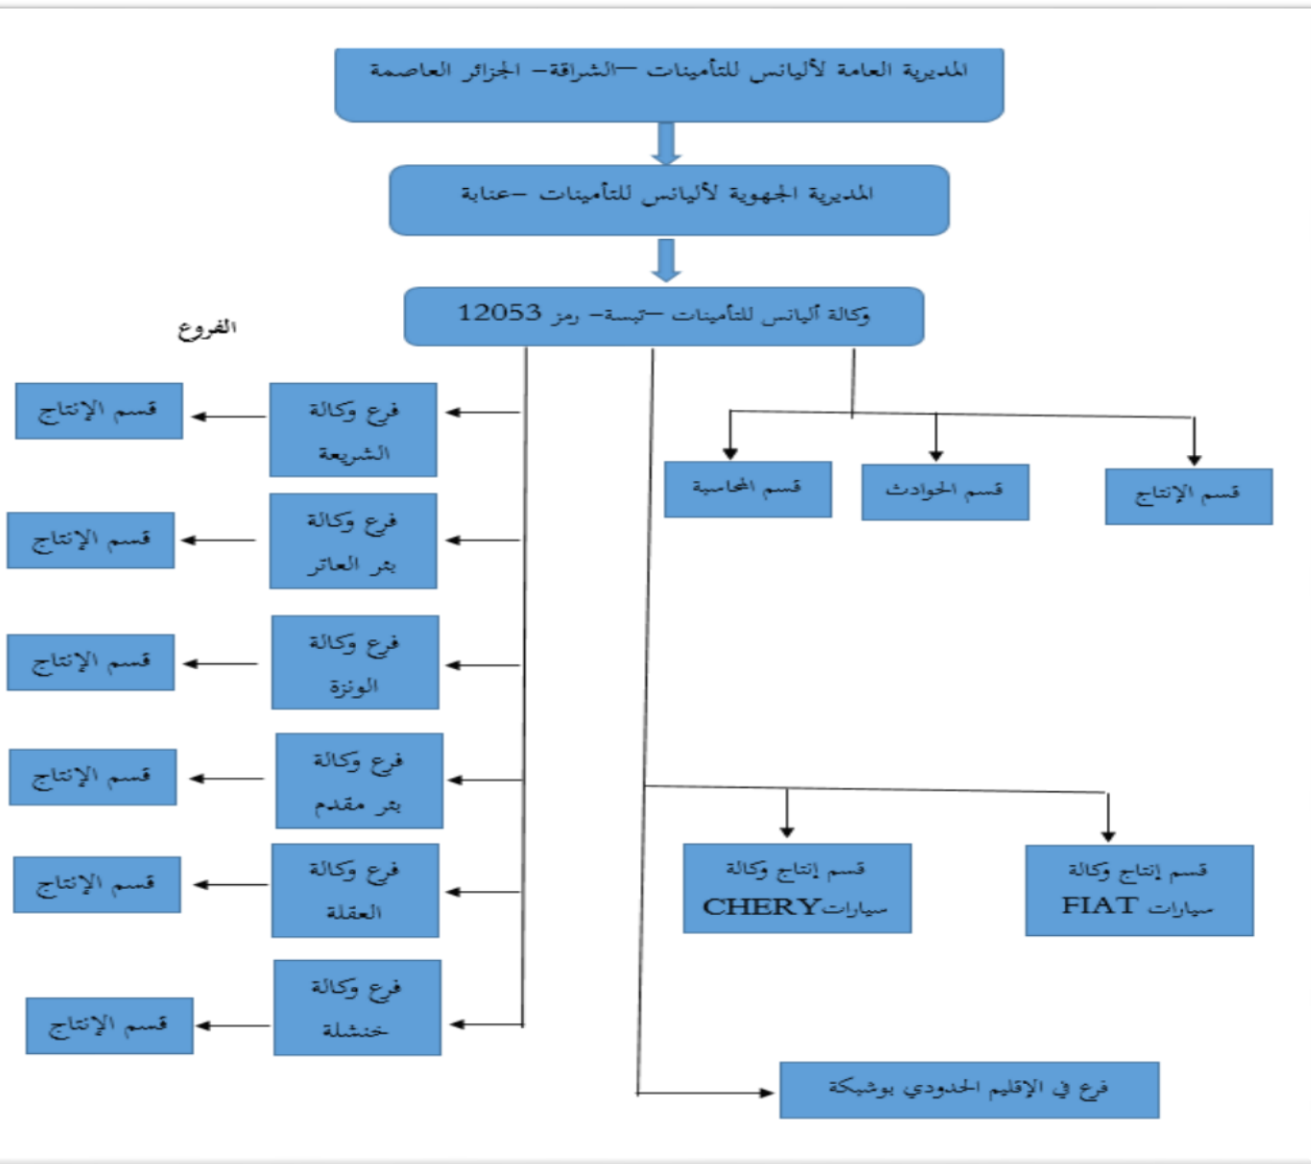 المديرية العامة لأليانس للتأمينات –الشراقة– الجزائر العاصمة
المديرية الجهوية لأليانس للتأمينات –عنابة
وكالة أليانس للتأمينات –تبسة– رمز 12053
الفروع
قسم الإنتاج
قسم الحوادث
قسم المحاسبة
فرع وكالة
الشريعة
قسم الإنتاج
فرع وكالة
بئر العاتر
قسم الإنتاج
فرع وكالة
الونزة
قسم الإنتاج
فرع وكالة
بئر مقدم
قسم الإنتاج
فرع وكالة
العقلة
قسم الإنتاج
فرع وكالة
خنشلة
قسم الإنتاج
قسم إنتاج وكالة
سيارات FIAT
قسم إنتاج وكالة
سياراتCHERY
فرع في الإقليم الحدودي بوشبكة